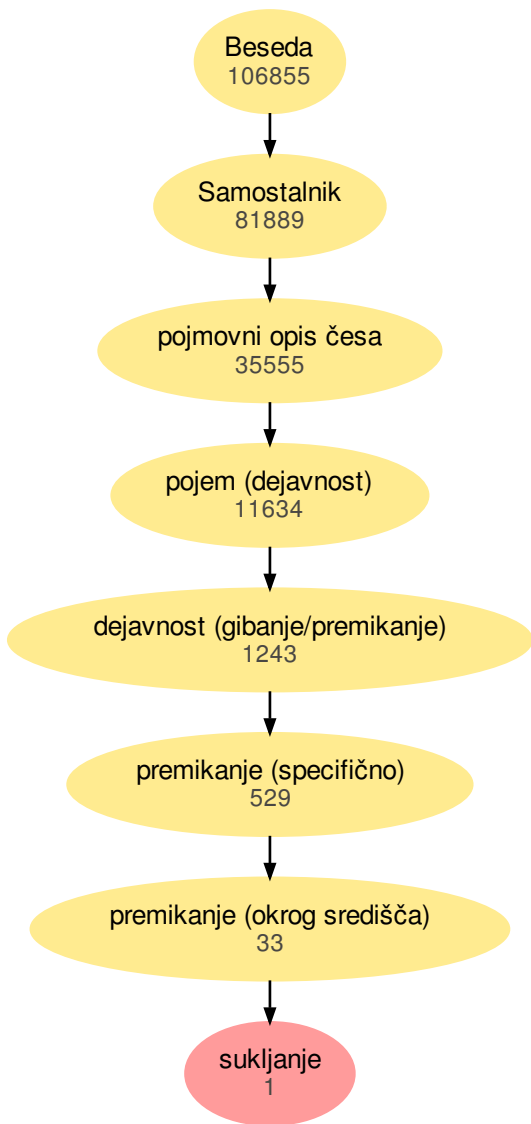 Beseda
106855
Samostalnik
81889
pojmovni opis česa
35555
pojem (dejavnost)
11634
dejavnost (gibanje/premikanje)
1243
premikanje (specifično)
529
premikanje (okrog središča)
33
sukljanje
1